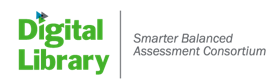 Digital
Library
Smarter Balanced
Assessment Consortium